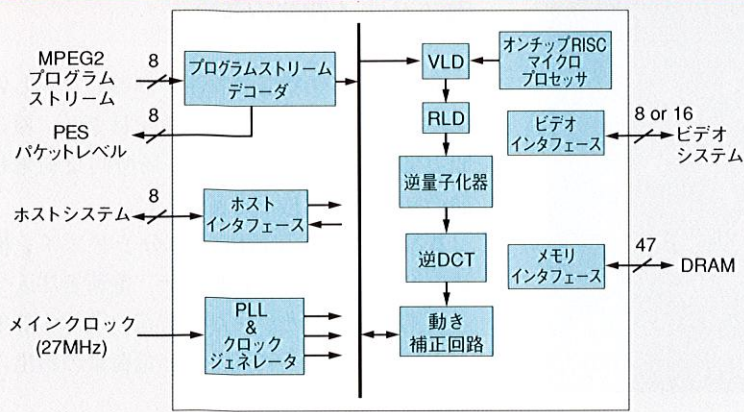 MPEG2
プログラム
ストリーム
8
プログラムストリーム
デコーダ
8
PES
パケットレベル
ホストシステム
8
ホスト
インタフェース
メインクロック
(27MHz)
PLL
&
クロック
ジェネレータ
VLD
オンチップRISC
マイクロ
プロセッサ
RLD
ビデオ
インタフェース
8 or 16
ビデオ
システム
逆量子化器
逆DCT
メモリ
インタフェース
47
DRAM
動き
補正回路